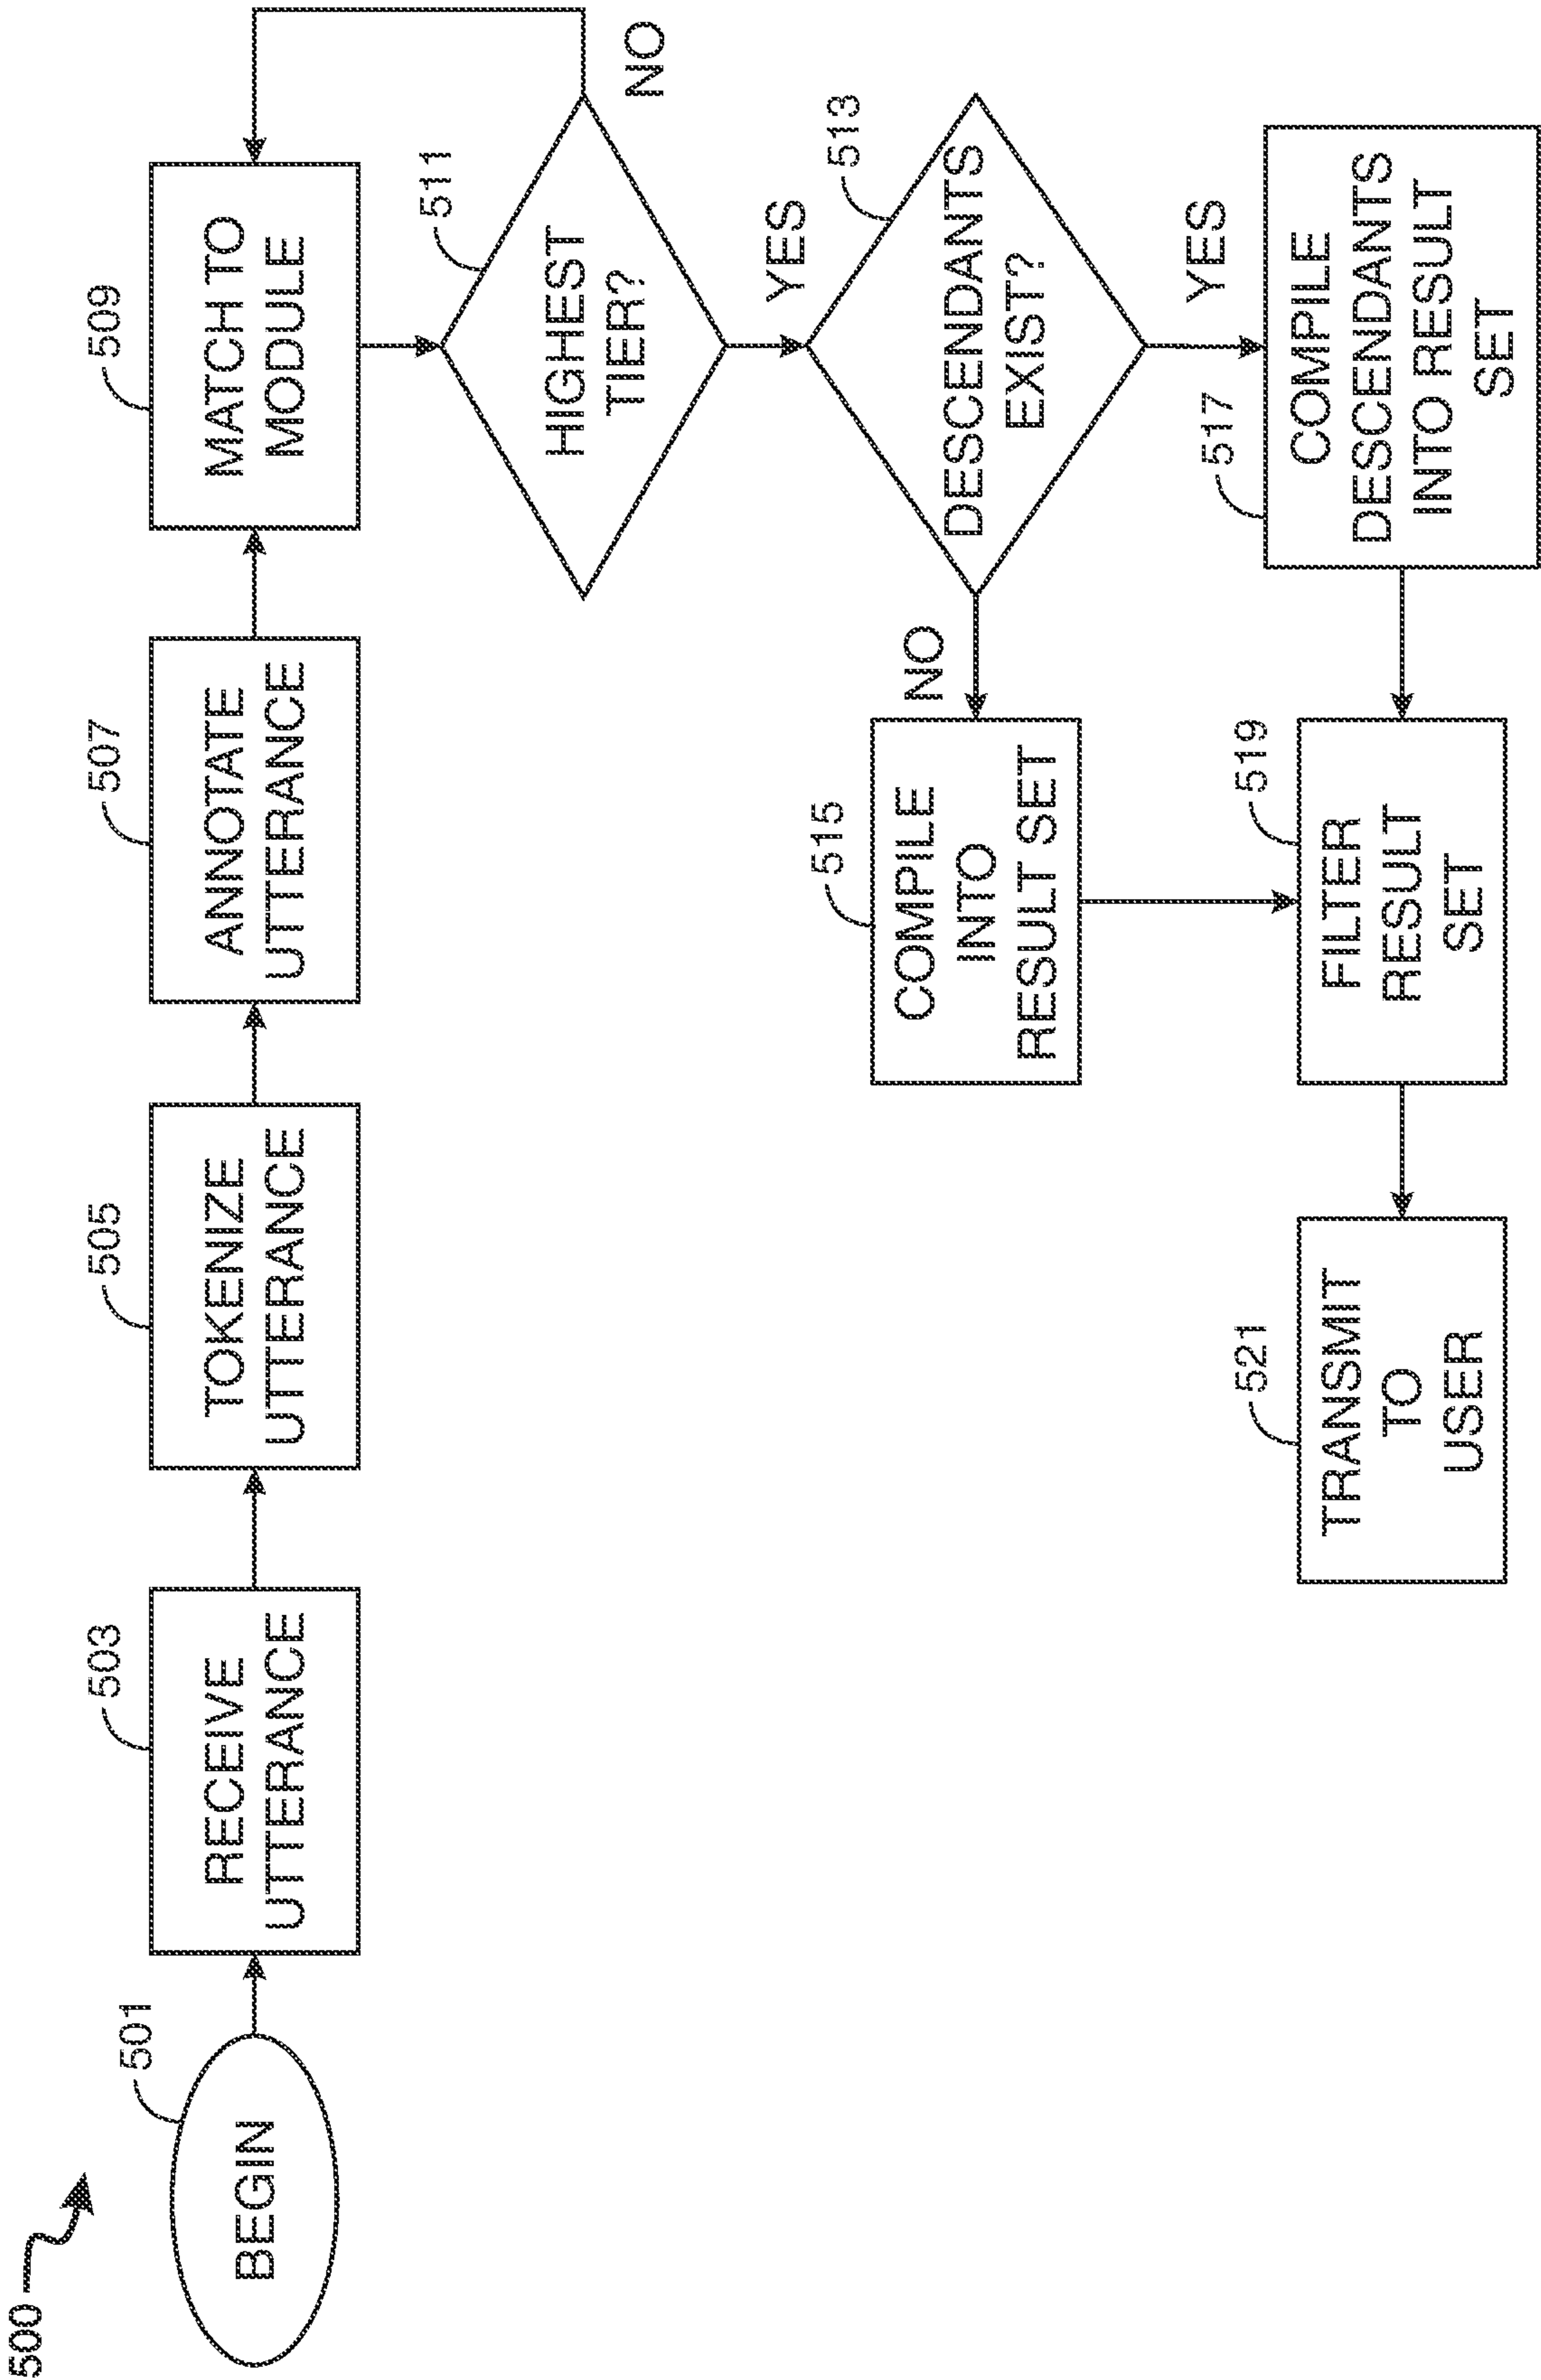 500
501
BEGIN
503
RECEIVE
UTTERANCE
505
TOKENIZE
UTTERANCE
507
ANNOTATE
UTTERANCE
509
MATCH TO
MODULE
511
HIGHEST
TIER?
NO
YES
513
DESCENDANTS
EXIST?
NO
YES
515
COMPILE
INTO
RESULT SET
517
COMPILE
DESCENDANTS
INTO RESULT
SET
519
FILTER
RESULT
SET
521
TRANSMIT
TO
USER